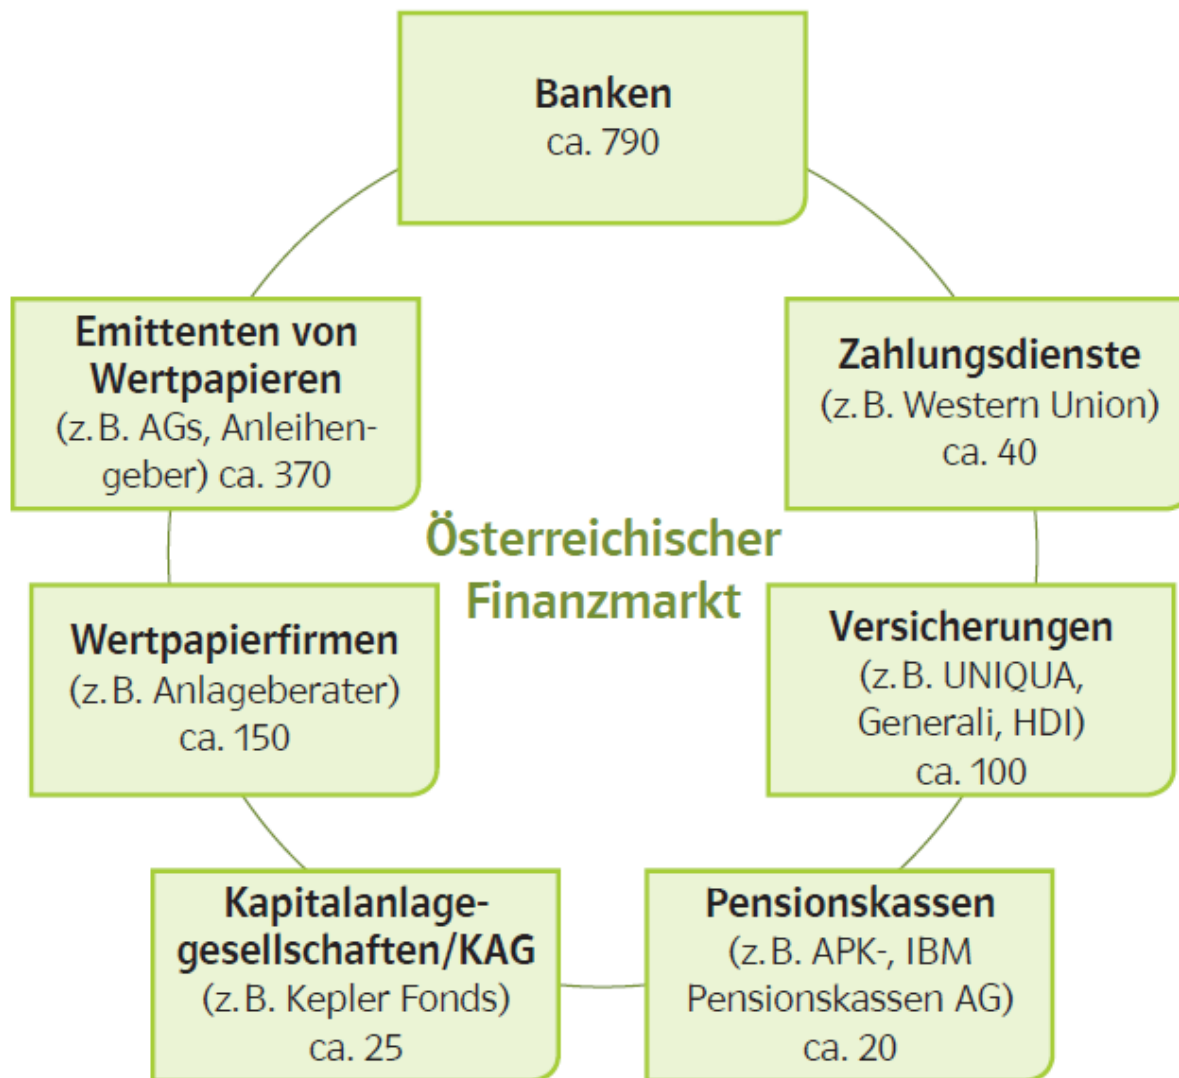 Banken
ca. 790
Zahlungsdienste
(z. B. Western Union)
ca. 40
Versicherungen
(z. B. UNIQUA,
Generali, HDI)
ca. 100
Pensionskassen
(z. B. APK-, IBM
Pensionskassen AG)
ca. 20
Kapitalanlage-
gesellschaften/KAG
(z. B. Kepler Fonds)
ca. 25
Wertpapierfirmen
(z. B. Anlageberater)
ca. 150
Emittenten von
Wertpapieren
(z. B. AGs, Anleihen-
geber) ca. 370
Österreichischer
Finanzmarkt